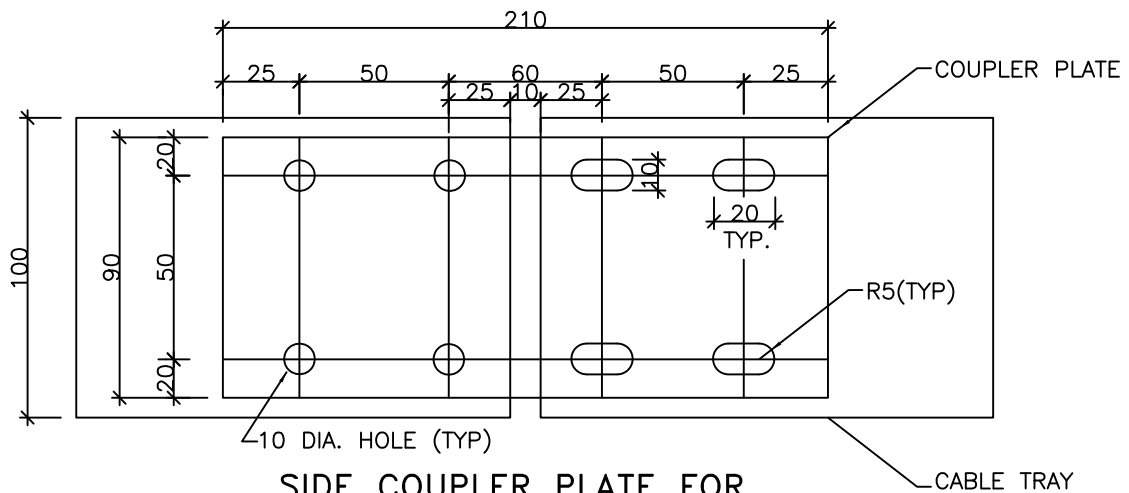 210
25 50 60 50 25
25 10 25
COUPLER PLATE
20
10
20
TYP.
100
90
50
R5(TYP)
20
10 DIA. HOLE (TYP)
SIDE COUPLER PLATE FOR
CABLE TRAY